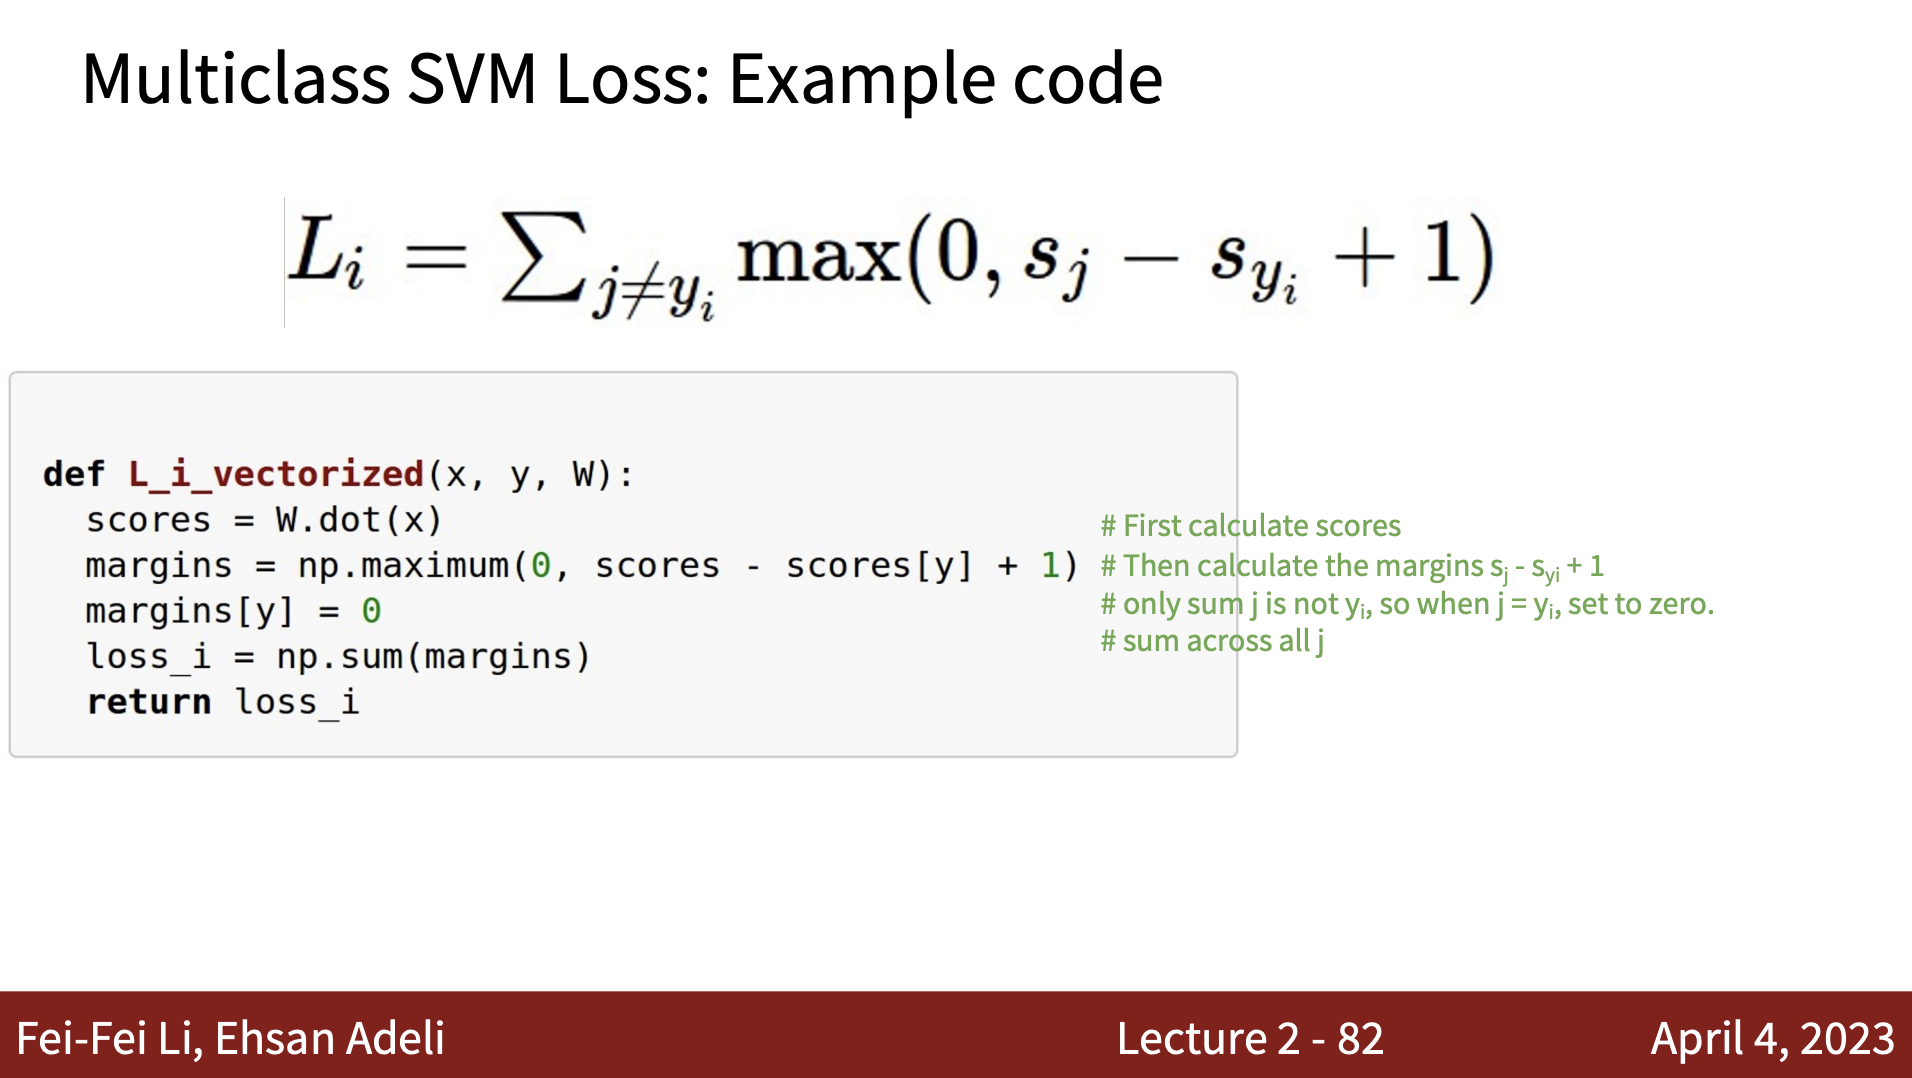 Multiclass SVM Loss: Example code
L_i = ∑_{j≠y_i} max(0, s_j − s_{y_i} + 1)
def L_i_vectorized(x, y, W):
scores = W.dot(x)
# First calculate scores
margins = np.maximum(0, scores - scores[y] + 1)
# Then calculate the margins s_j - s_{yi} + 1
margins[y] = 0
# only sum j is not y_i, so when j = y_i, set to zero.
loss_i = np.sum(margins)
# sum across all j
return loss_i
Fei-Fei Li, Ehsan Adeli
Lecture 2 - 82
April 4, 2023